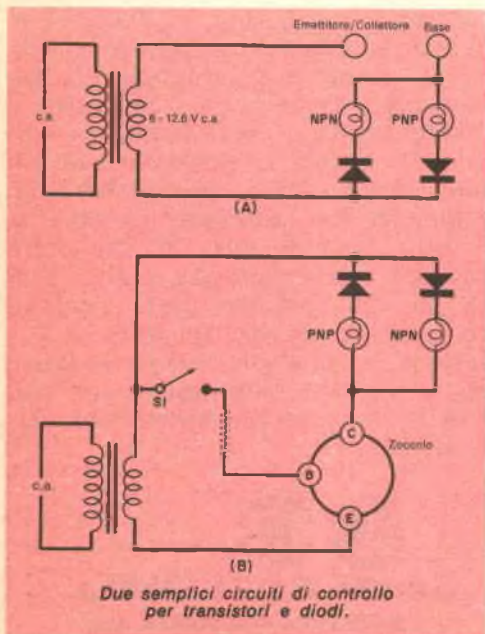 Emettitore/Collettore
Base
c.a.
6 - 12.6 V c.a.
NPN
PNP
(A)
PNP
NPN
S1
C
Zoccolo
B
c.a.
E
(B)
Due semplici circuiti di controllo
per transistori e diodi.